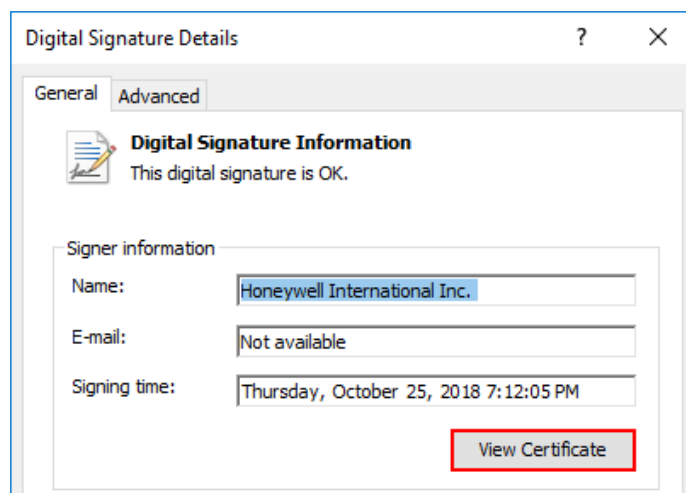 Digital Signature Details ? ×
General Advanced
Digital Signature Information
This digital signature is OK.
Signer information
Name: Honeywell International Inc.
E-mail: Not available
Signing time: Thursday, October 25, 2018 7:12:05 PM
View Certificate